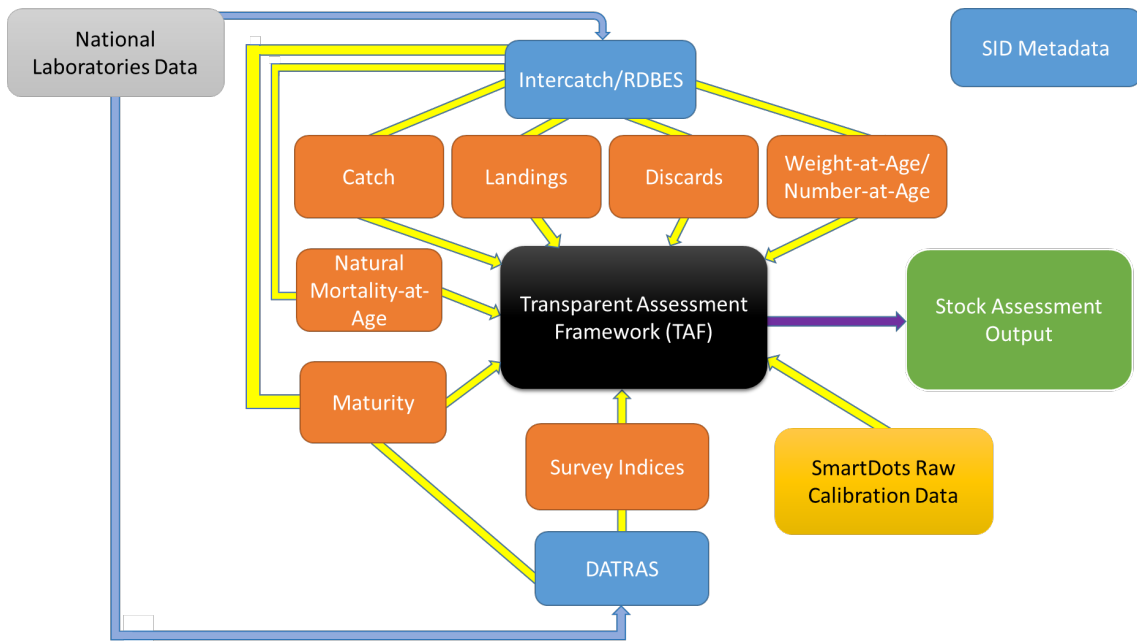 National
Laboratories Data
SID Metadata
Intercatch/RDBES
Catch
Landings
Discards
Weight-at-Age/
Number-at-Age
Natural
Mortality-at-
Age
Transparent Assessment
Framework (TAF)
Stock Assessment
Output
Maturity
Survey Indices
SmartDots Raw
Calibration Data
DATRAS